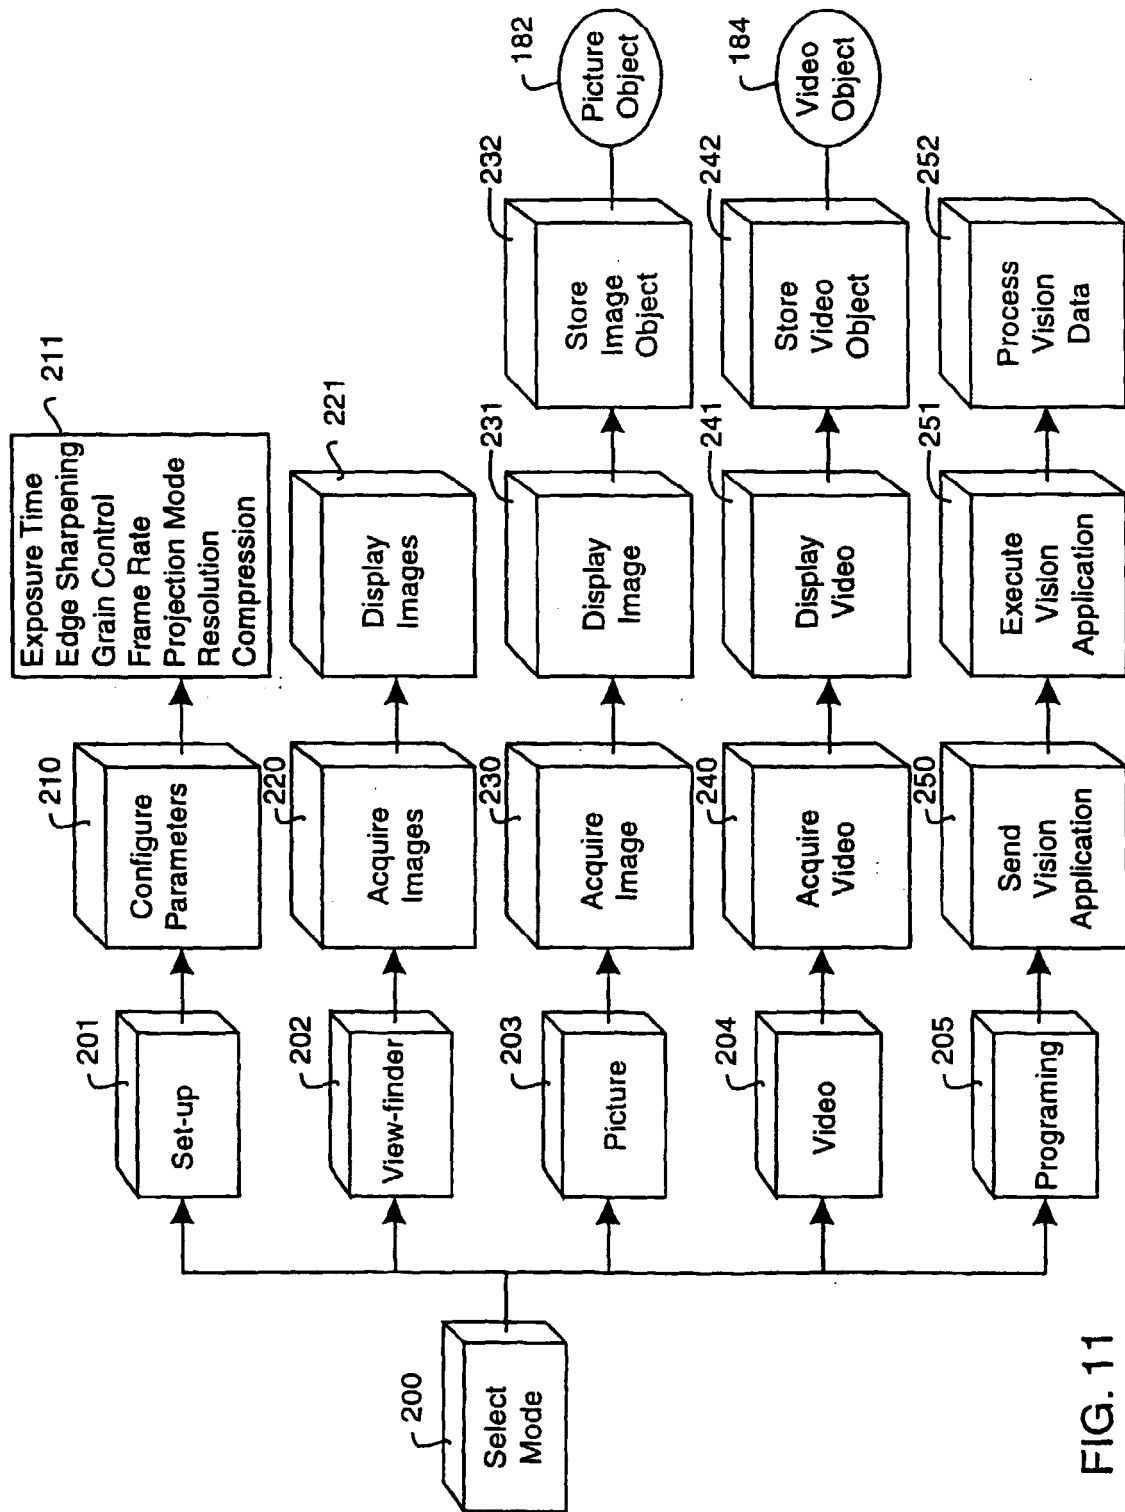 200
Select
Mode
201
Set-up
210
Configure
Parameters
211
Exposure Time
Edge Sharpening
Grain Control
Frame Rate
Projection Mode
Resolution
Compression
202
View-finder
220
Acquire
Images
221
Display
Images
203
Picture
230
Acquire
Image
231
Display
Image
232
Store
Image
Object
182
Picture
Object
204
Video
240
Acquire
Video
241
Display
Video
242
Store
Video
Object
184
Video
Object
205
Programing
250
Send
Vision
Application
251
Execute
Vision
Application
252
Process
Vision
Data
FIG. 11